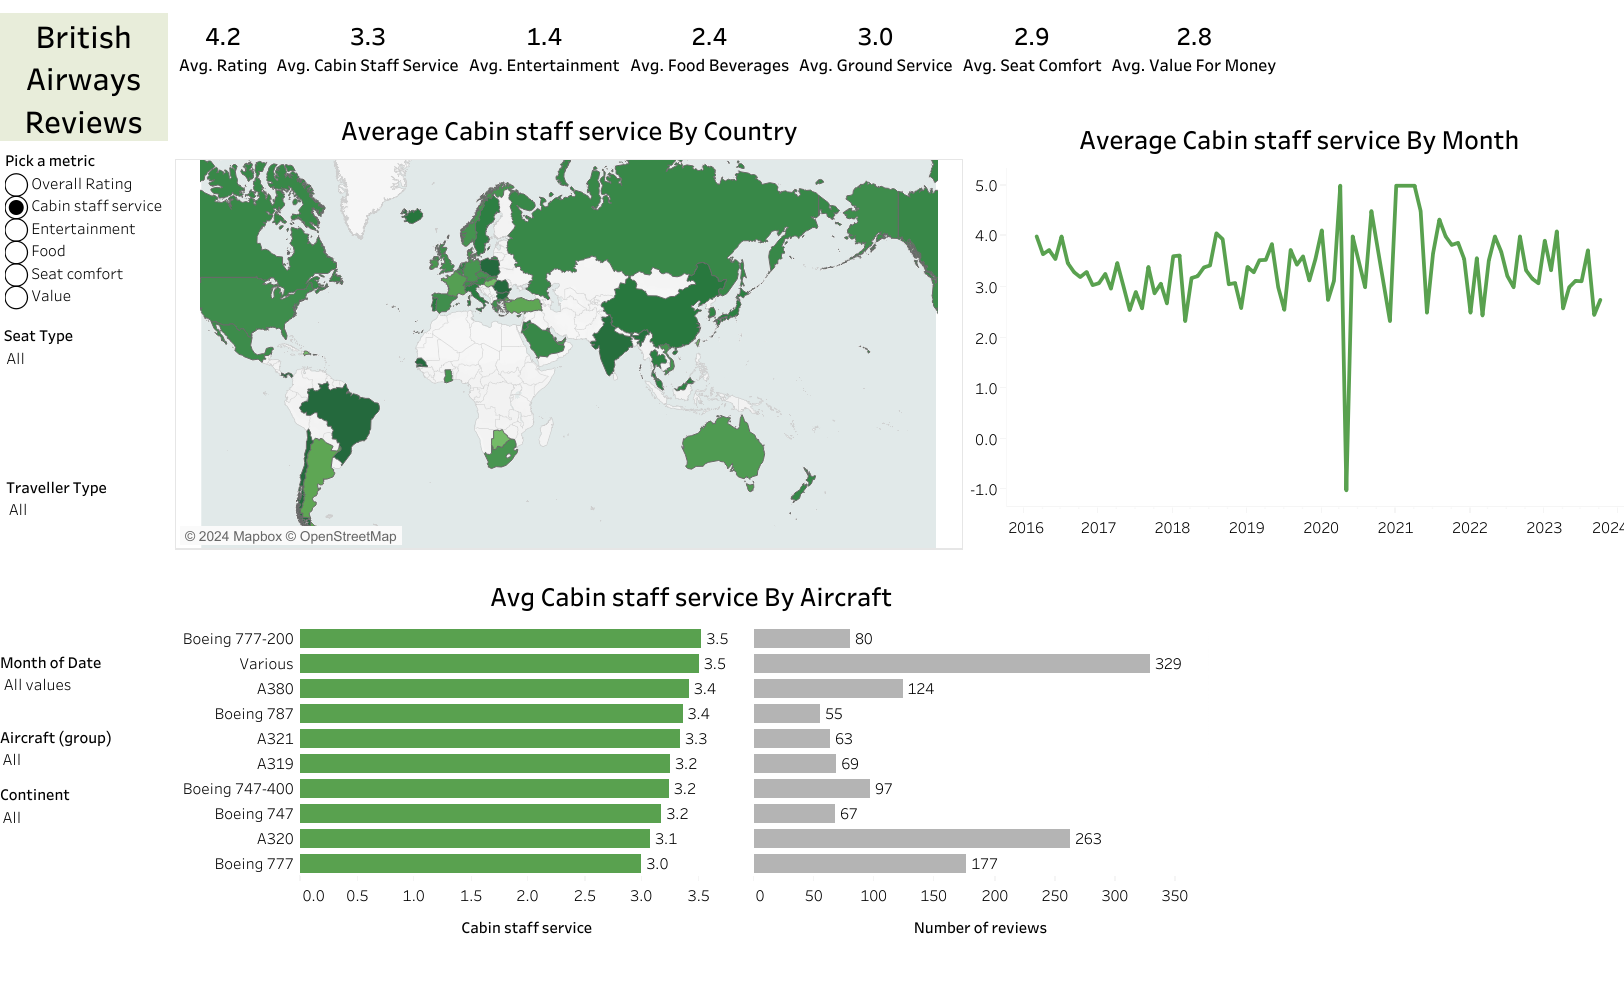 British
Airways
Reviews
4.2
Avg. Rating
3.3
Avg. Cabin Staff Service
1.4
Avg. Entertainment
2.4
Avg. Food Beverages
3.0
Avg. Ground Service
2.9
Avg. Seat Comfort
2.8
Avg. Value For Money
Pick a metric
Overall Rating
Cabin staff service
Entertainment
Food
Seat comfort
Value
Seat Type
All
Traveller Type
All
Month of Date
All values
Aircraft (group)
All
Continent
All
Average Cabin staff service By Country
© 2024 Mapbox © OpenStreetMap
Average Cabin staff service By Month
5.0
4.0
3.0
2.0
1.0
0.0
-1.0
2016 2017 2018 2019 2020 2021 2022 2023 2024
Avg Cabin staff service By Aircraft
Boeing 777-200 3.5 80
Various 3.5 329
A380 3.4 124
Boeing 787 3.4 55
A321 3.3 63
A319 3.2 69
Boeing 747-400 3.2 97
Boeing 747 3.2 67
A320 3.1 263
Boeing 777 3.0 177
0.0 0.5 1.0 1.5 2.0 2.5 3.0 3.5
0 50 100 150 200 250 300 350
Cabin staff service
Number of reviews